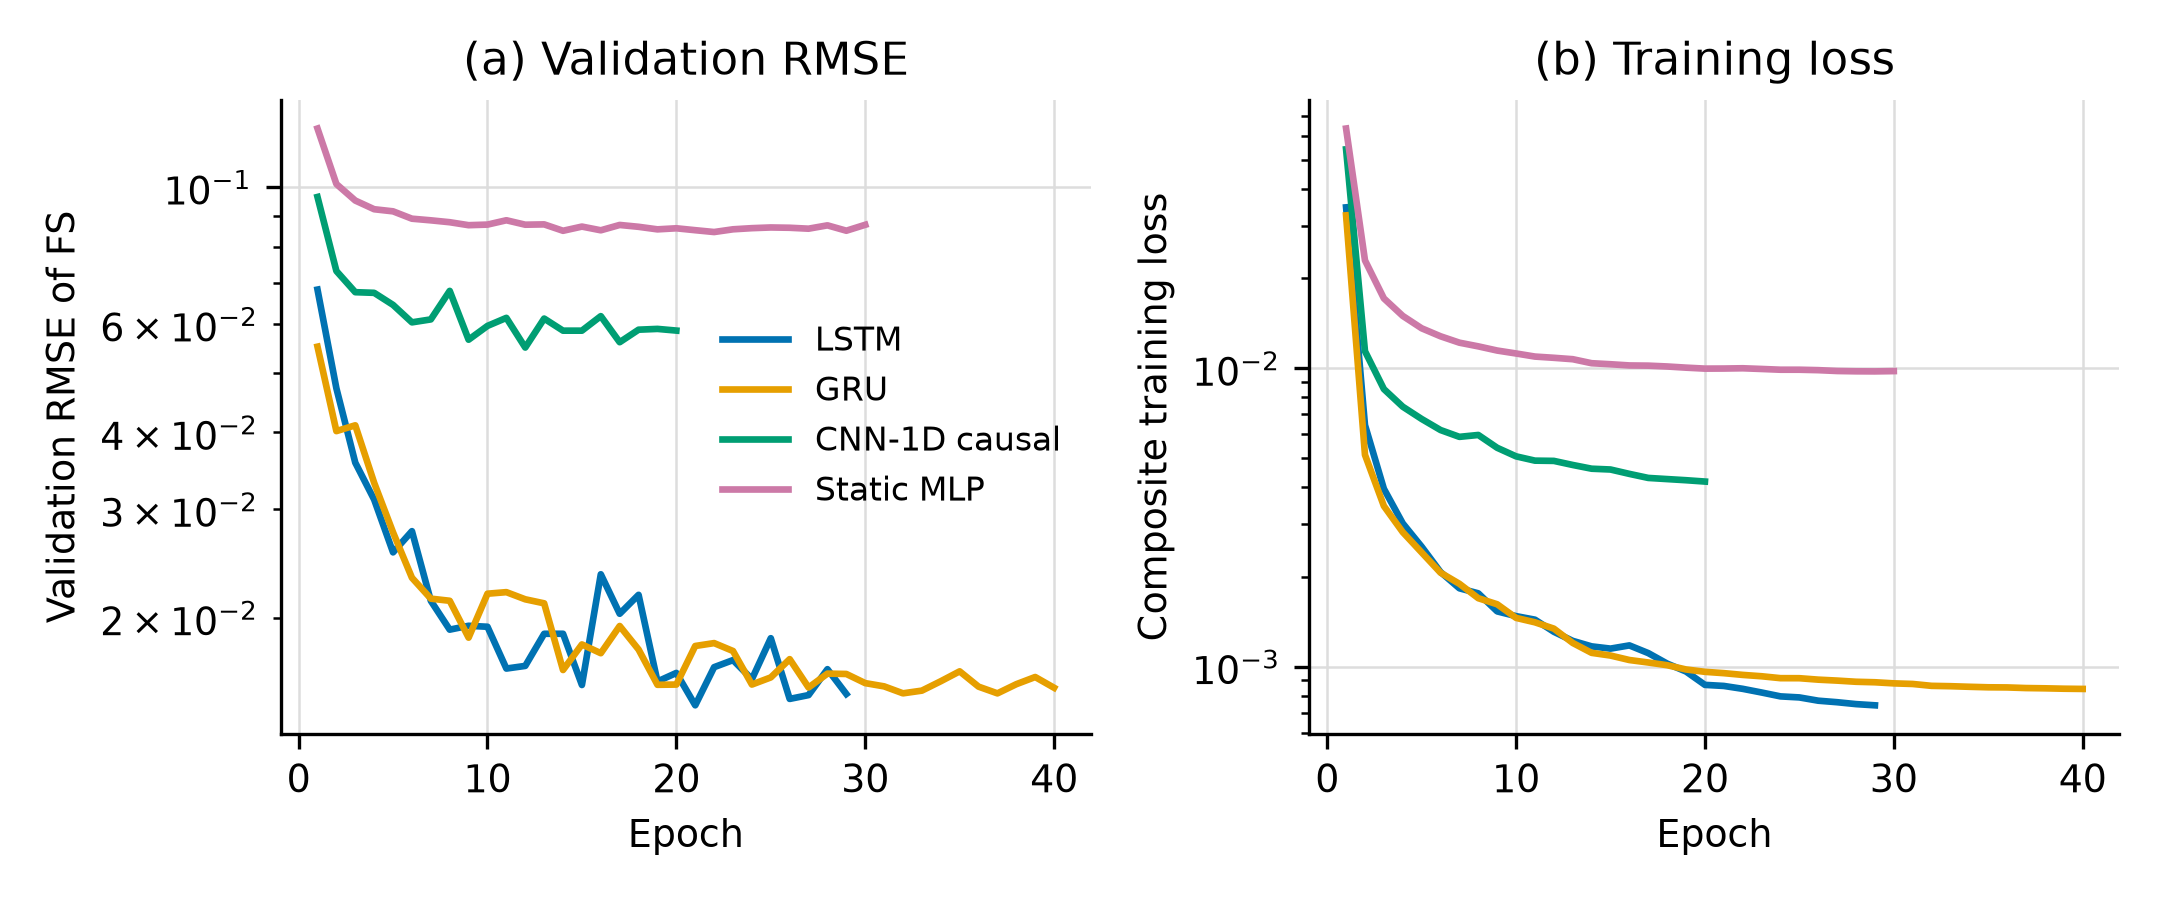 (a) Validation RMSE
Validation RMSE of FS
10⁻¹
6 × 10⁻²
4 × 10⁻²
3 × 10⁻²
2 × 10⁻²
LSTM
GRU
CNN-1D causal
Static MLP
0 10 20 30 40
Epoch
(b) Training loss
Composite training loss
10⁻²
10⁻³
0 10 20 30 40
Epoch